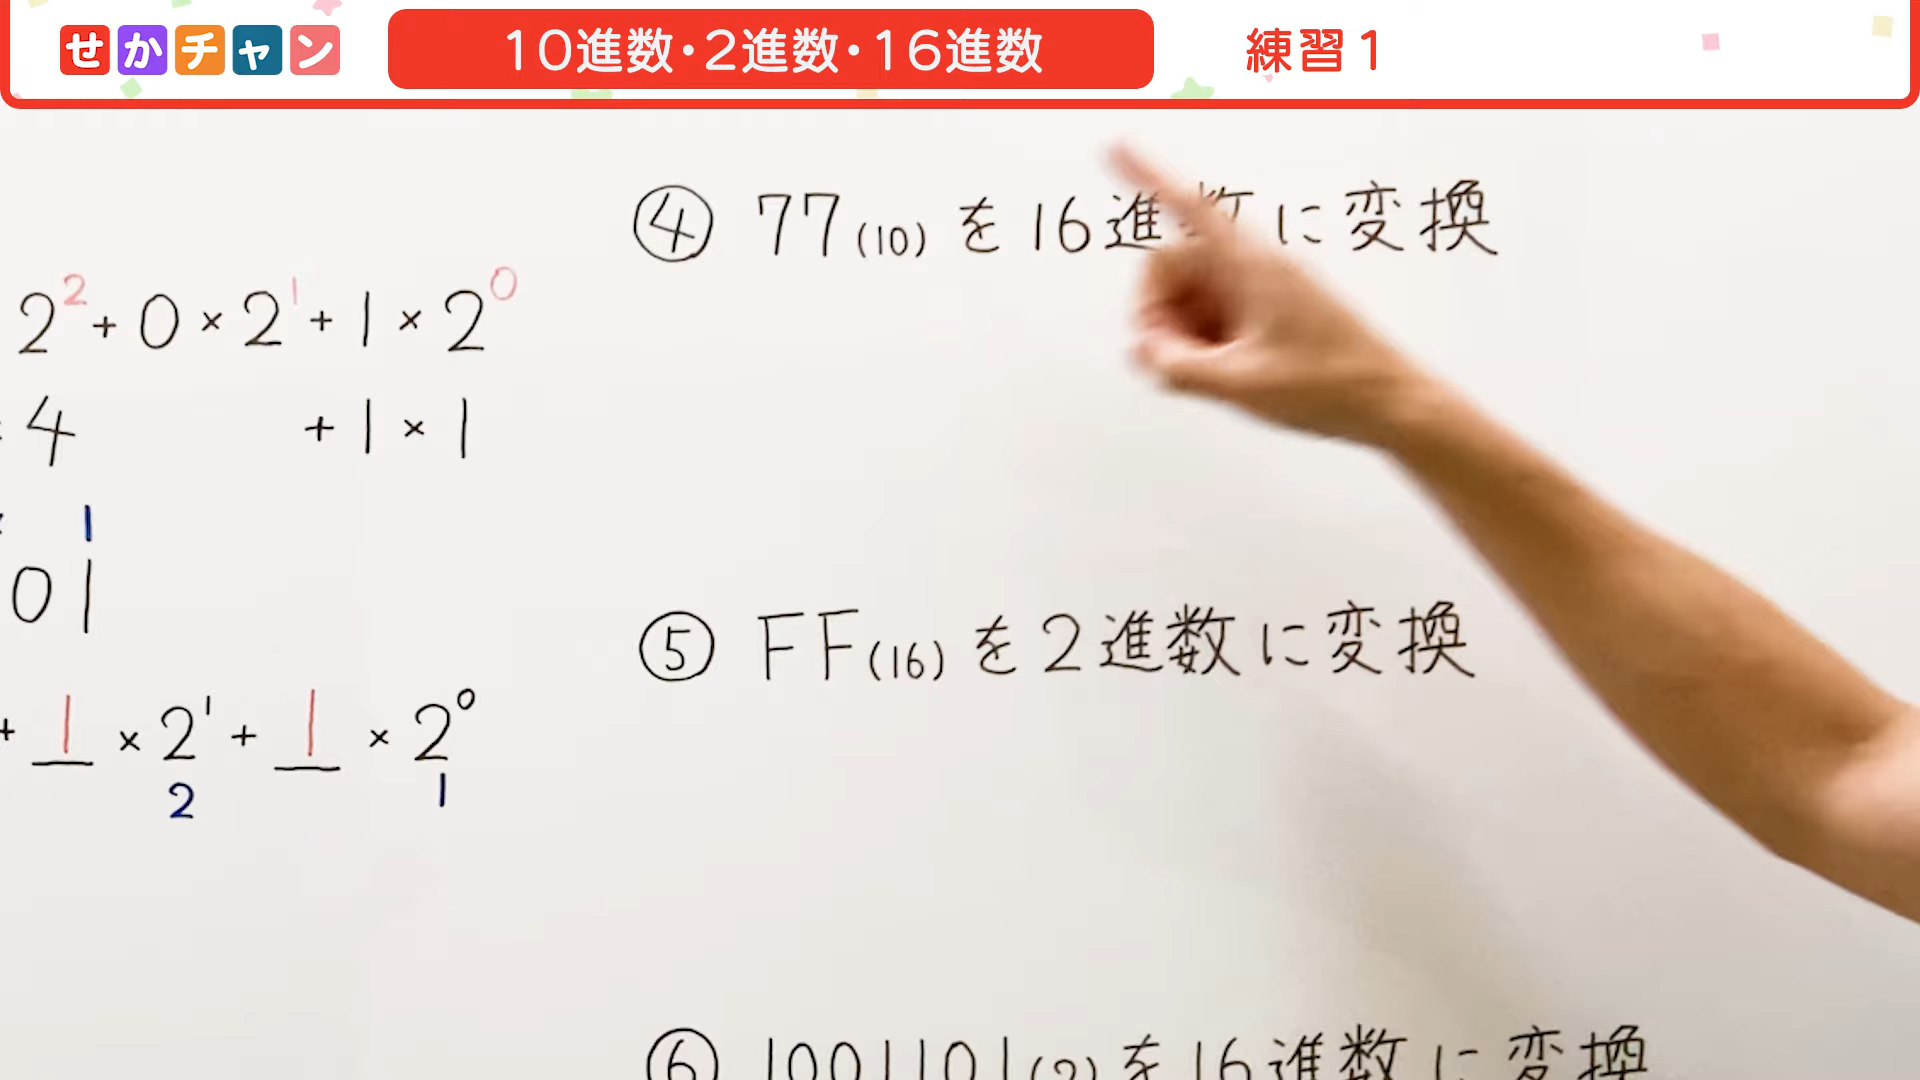 せかチャン
10進数・2進数・16進数
練習1
2² + 0 × 2¹ + 1 × 2⁰
4 + 1 × 1
1
01
+ 1 × 2¹ + 1 × 2⁰
2 1
④ 77(10) を16進数に変換
⑤ FF(16) を2進数に変換
⑥ 1001101(2) を16進数に変換